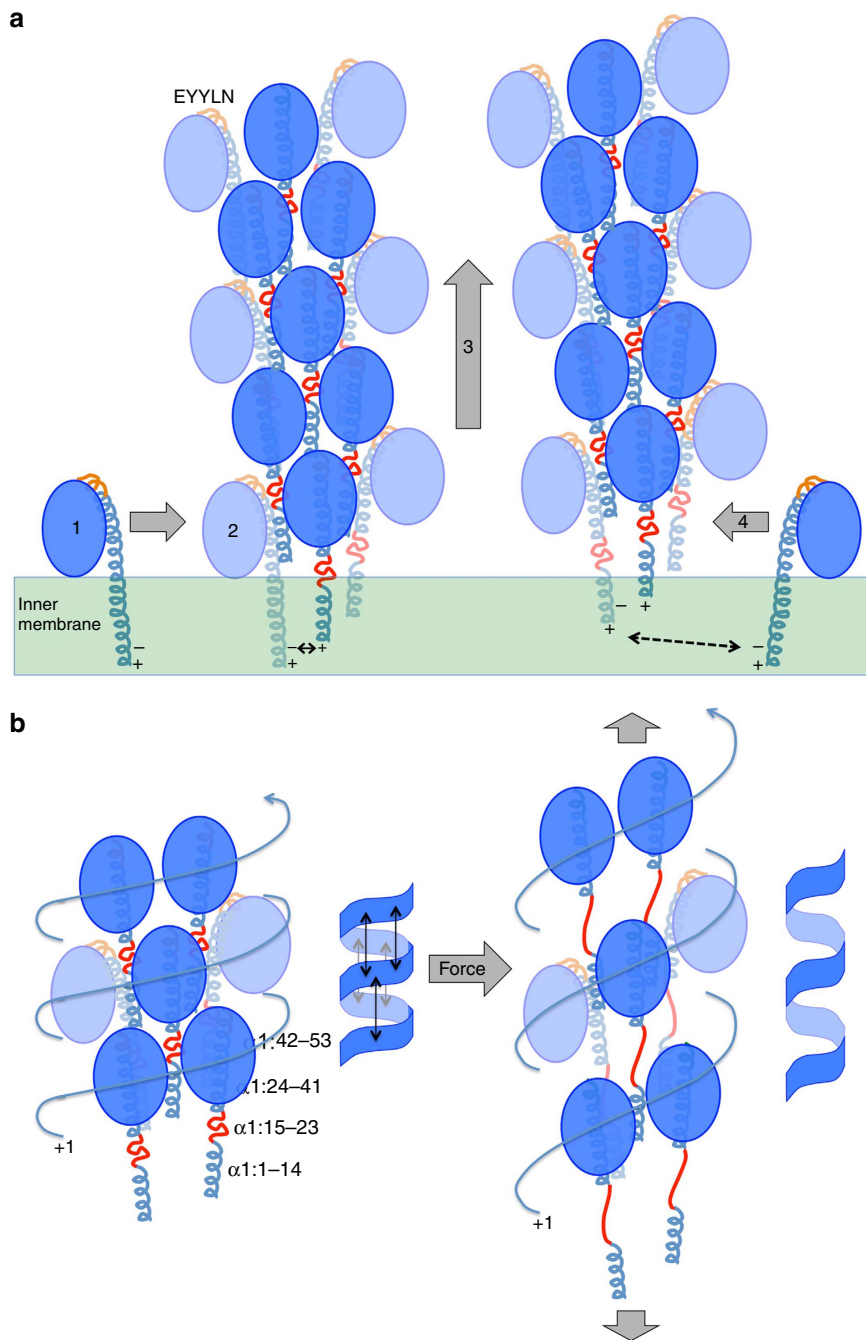 a
EYYLN
3
1
2
4
Inner
membrane
−
+
− +
+
− +
+
−
+
b
Force
α1:42–53
α1:24–41
α1:15–23
α1:1–14
+1
+1